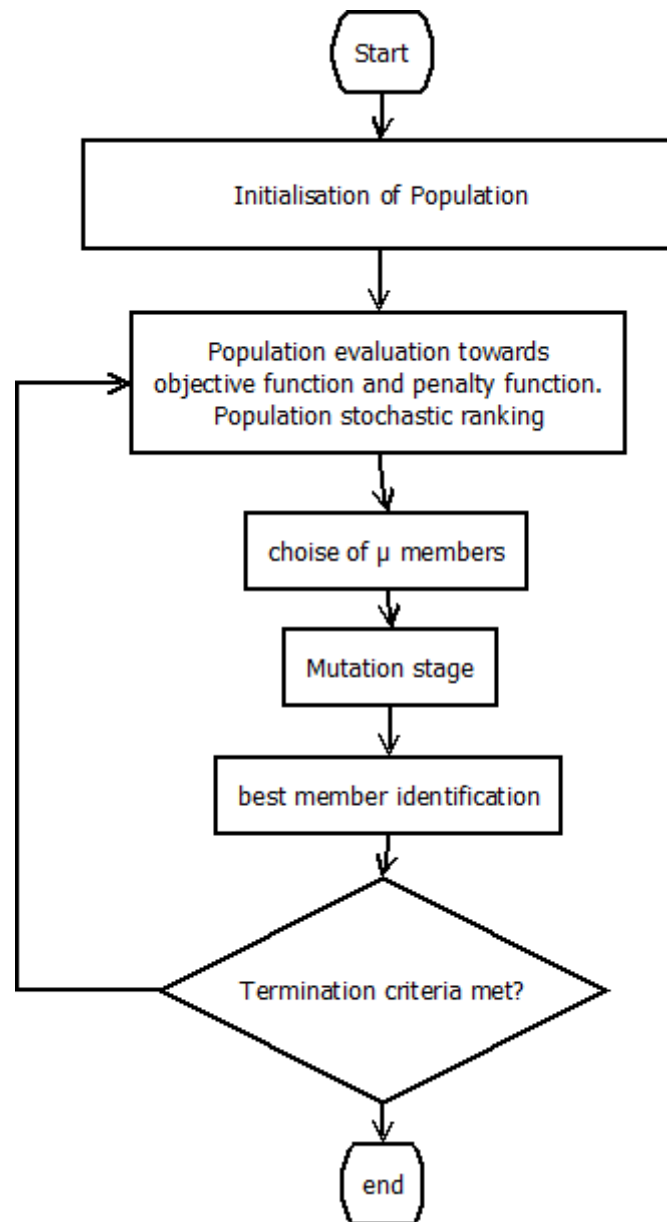 Start
Initialisation of Population
Population evaluation towards
objective function and penalty function.
Population stochastic ranking
choise of μ members
Mutation stage
best member identification
Termination criteria met?
end